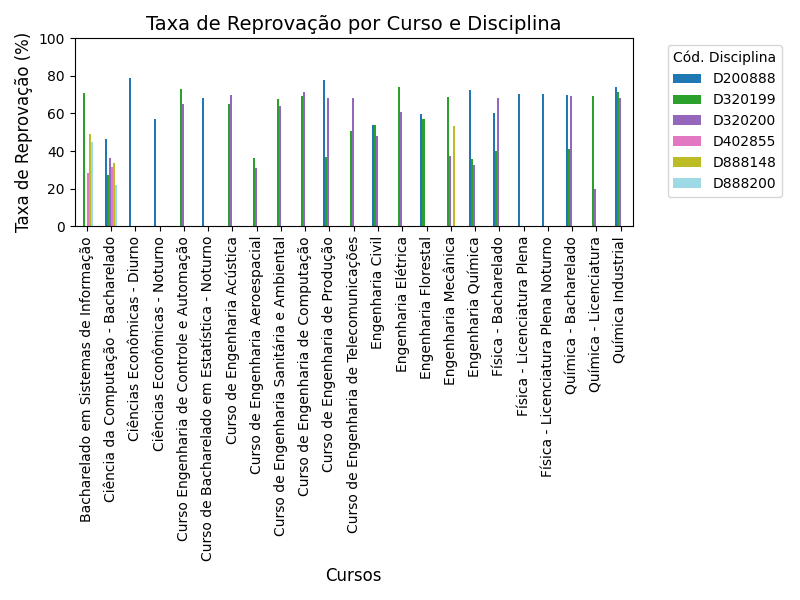 Taxa de Reprovação por Curso e Disciplina
Taxa de Reprovação (%)
100
80
60
40
20
0
Cód. Disciplina
D200888
D320199
D320200
D402855
D888148
D888200
Bacharelado em Sistemas de Informação
Ciência da Computação - Bacharelado
Ciências Econômicas - Diurno
Ciências Econômicas - Noturno
Curso Engenharia de Controle e Automação
Curso de Bacharelado em Estatística - Noturno
Curso de Engenharia Acústica
Curso de Engenharia Aeroespacial
Curso de Engenharia Sanitária e Ambiental
Curso de Engenharia de Computação
Curso de Engenharia de Produção
Curso de Engenharia de Telecomunicações
Engenharia Civil
Engenharia Elétrica
Engenharia Florestal
Engenharia Mecânica
Engenharia Química
Física - Bacharelado
Física - Licenciatura Plena
Física - Licenciatura Plena Noturno
Química - Bacharelado
Química - Licenciatura
Química Industrial
Cursos